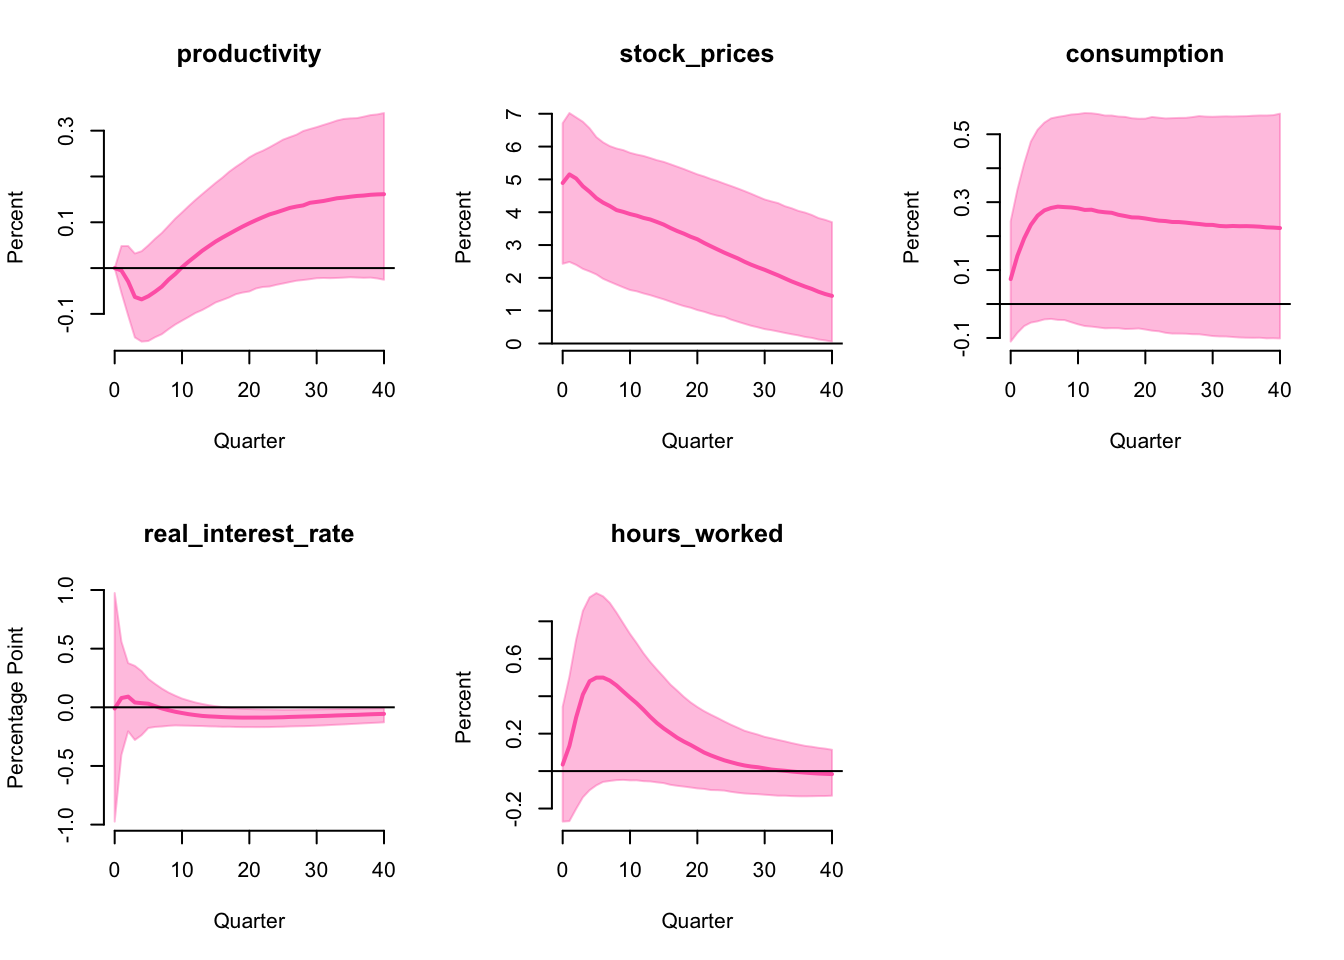 productivity
Percent
0.3
0.1
-0.1
0 10 20 30 40
Quarter
stock_prices
Percent
7
6
5
4
3
2
1
0
0 10 20 30 40
Quarter
consumption
Percent
0.5
0.3
0.1
-0.1
0 10 20 30 40
Quarter
real_interest_rate
Percentage Point
1.0
0.5
0.0
-0.5
-1.0
0 10 20 30 40
Quarter
hours_worked
Percent
0.6
0.2
-0.2
0 10 20 30 40
Quarter